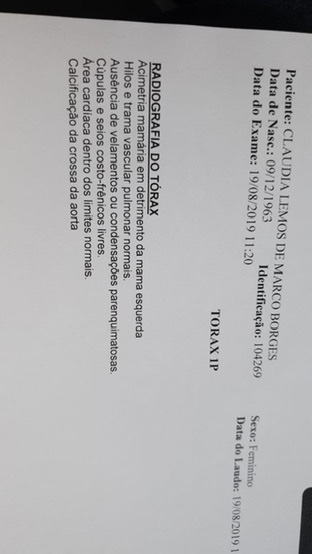 Paciente: CLAUDIA LEMOS DE MARCO BORGES
Data de Nasc.: 09/12/1963
Identificação: 104269
Sexo: Feminino
Data do Exame: 19/08/2019 11:20
Data do Laudo: 19/08/2019 1
TORAX 1P
RADIOGRAFIA DO TÓRAX
Acimetria mamária em detrimento da mama esquerda
Hilos e trama vascular pulmonar normais.
Ausência de velamentos ou condensações parenquimatosas.
Cúpulas e seios costo-frênicos livres.
Área cardíaca dentro dos limites normais.
Calcificação da crossa da aorta